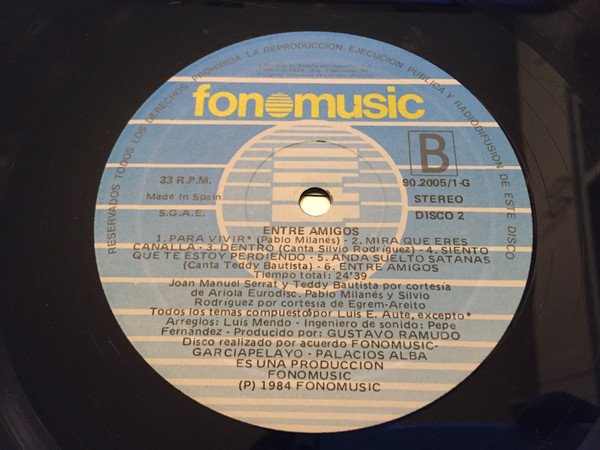 RESERVADOS TODOS LOS DERECHOS PROHIBIDA LA REPRODUCCION EJECUCION PUBLICA Y RADIODIFUSION DE ESTE DISCO
fonomusic
33 R.P.M.
Made in Spain
S.G.A.E.
B
90.2005/1-G
STEREO
DISCO 2
ENTRE AMIGOS
1. PARA VIVIR* (Pablo Milanés) - 2. MIRA QUE ERES
CANALLA - 3. DENTRO (Canta Silvio Rodríguez) - 4. SIENTO
QUE TE ESTOY PERDIENDO - 5. ANDA SUELTO SATANAS
(Canta Teddy Bautista) - 6. ENTRE AMIGOS
Tiempo total: 24'39
Joan Manuel Serrat y Teddy Bautista por cortesía
de Ariola Eurodisc. Pablo Milanés y Silvio
Rodríguez por cortesía de Egrem-Areito
Todos los temas compuestos por Luis E. Aute, excepto*
Arreglos: Luis Mendo - Ingeniero de sonido: Pepe
Fernández - Producido por: GUSTAVO RAMUDO
Disco realizado por acuerdo FONOMUSIC-
GARCIAPELAYO - PALACIOS ALBA
ES UNA PRODUCCION
FONOMUSIC
(P) 1984 FONOMUSIC